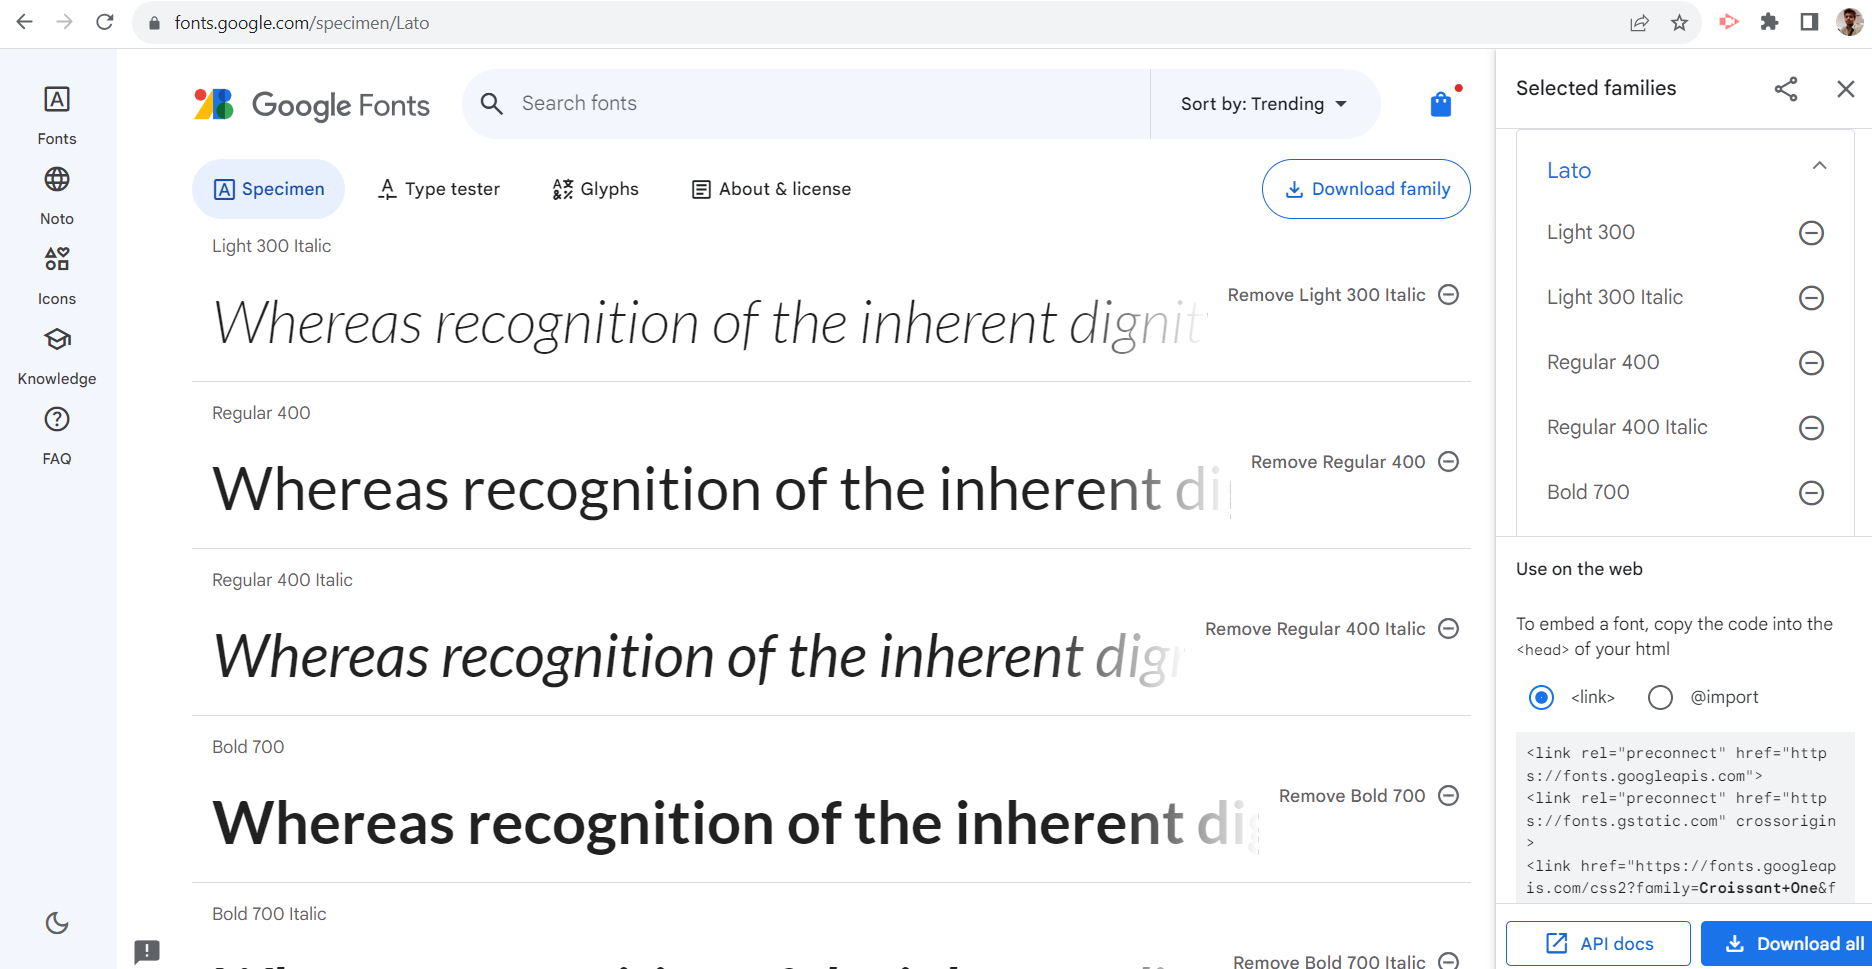 fonts.google.com/specimen/Lato
Fonts
Noto
Icons
Knowledge
FAQ
Google Fonts
Search fonts
Sort by: Trending
Specimen
Type tester
Glyphs
About & license
Download family
Light 300 Italic
Whereas recognition of the inherent dignit
Remove Light 300 Italic
Regular 400
Whereas recognition of the inherent dig
Remove Regular 400
Regular 400 Italic
Whereas recognition of the inherent dign
Remove Regular 400 Italic
Bold 700
Whereas recognition of the inherent dig
Remove Bold 700
Bold 700 Italic
Remove Bold 700 Italic
Selected families
Lato
Light 300
Light 300 Italic
Regular 400
Regular 400 Italic
Bold 700
Use on the web
To embed a font, copy the code into the
<head> of your html
<link>
@import
<link rel="preconnect" href="http
s://fonts.googleapis.com">
<link rel="preconnect" href="http
s://fonts.gstatic.com" crossorigin
>
<link href="https://fonts.googleap
is.com/css2?family=Croissant+One&f
API docs
Download all